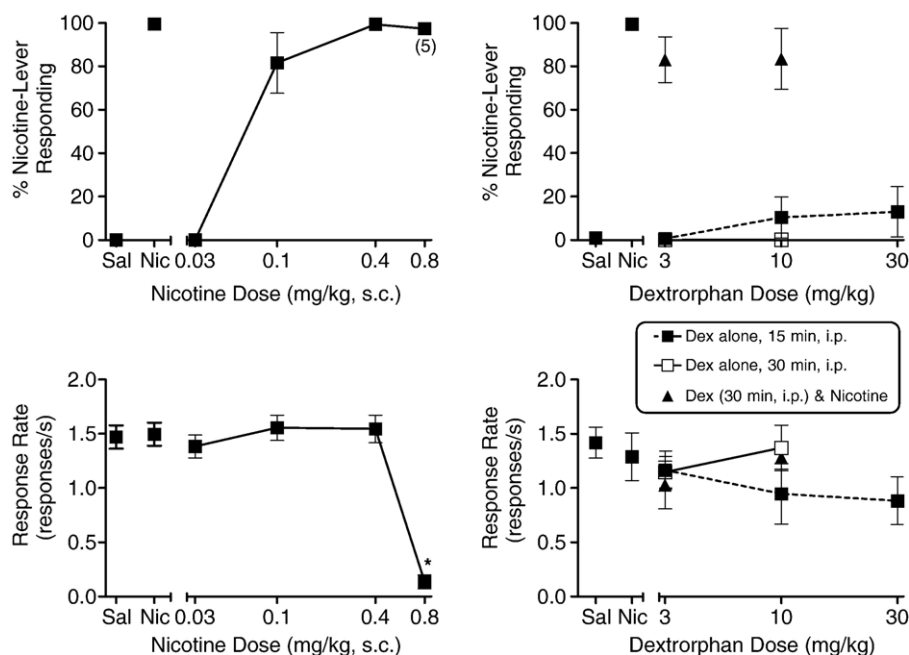 % Nicotine-Lever
Responding
100
80
60
40
20
0
(5)
Sal Nic 0.03 0.1 0.4 0.8
Nicotine Dose (mg/kg, s.c.)
% Nicotine-Lever
Responding
100
80
60
40
20
0
Sal Nic 3 10 30
Dextrorphan Dose (mg/kg)
Response Rate
(responses/s)
2.0
1.5
1.0
0.5
0.0
*
Sal Nic 0.03 0.1 0.4 0.8
Nicotine Dose (mg/kg, s.c.)
Dex alone, 15 min, i.p.
Dex alone, 30 min, i.p.
Dex (30 min, i.p.) & Nicotine
Response Rate
(responses/s)
2.0
1.5
1.0
0.5
0.0
Sal Nic 3 10 30
Dextrorphan Dose (mg/kg)